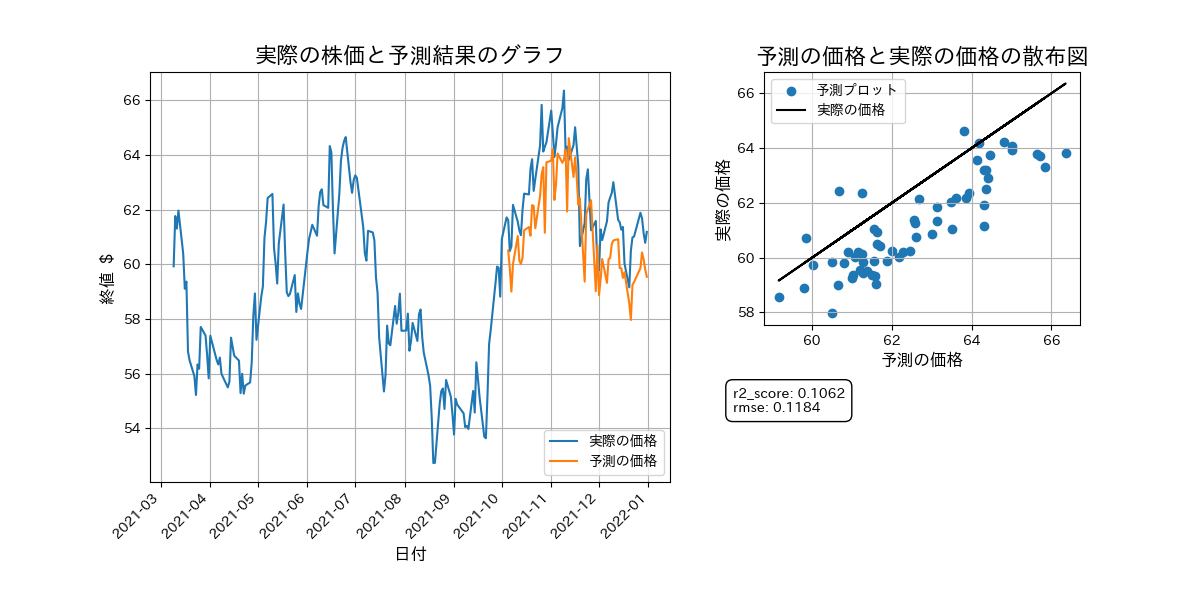 実際の株価と予測結果のグラフ
終値 $
66
64
62
60
58
56
54
実際の価格
予測の価格
2021-03
2021-04
2021-05
2021-06
2021-07
2021-08
2021-09
2021-10
2021-11
2021-12
2022-01
日付
予測の価格と実際の価格の散布図
実際の価格
66
64
62
60
58
予測プロット
実際の価格
60
62
64
66
予測の価格
r2_score: 0.1062
rmse: 0.1184